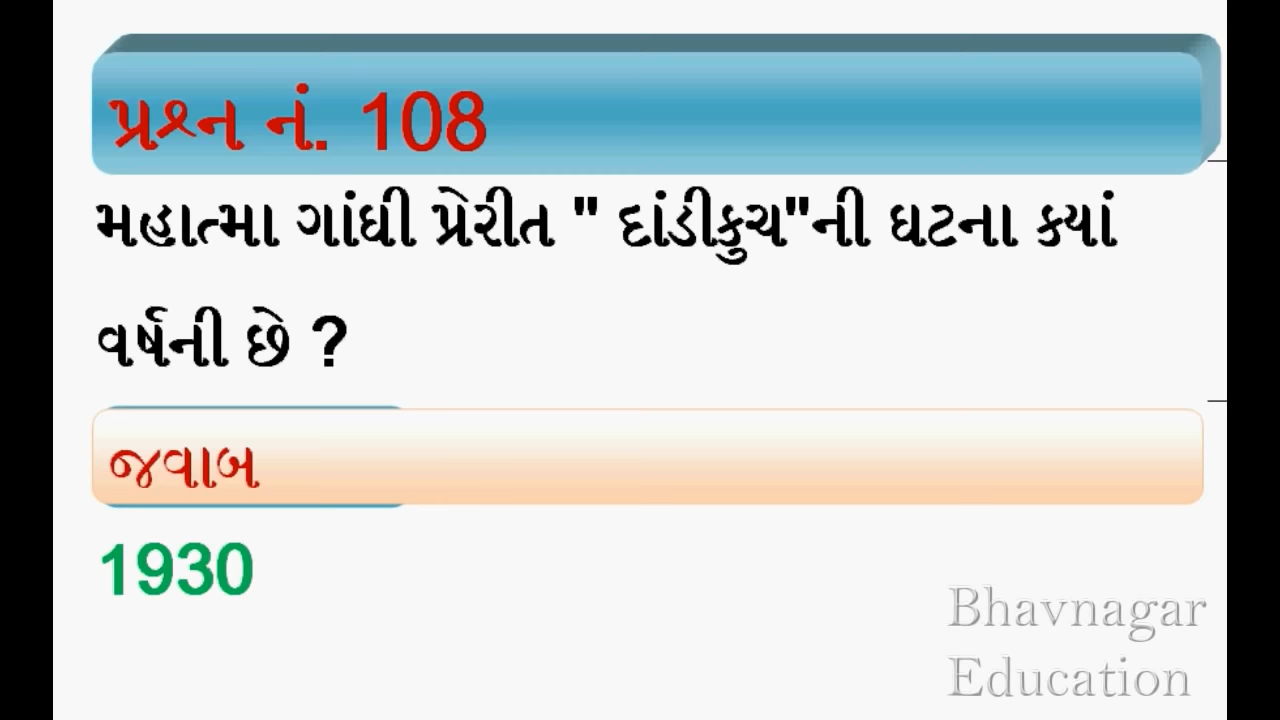 પ્રશ્ન નં. 108
મહાત્મા ગાંઘી પ્રેરીત " દાંડીકુચ"ની ઘટના ક્યાં
વર્ષની છે ?
જવાબ
1930
Bhavnagar
Education